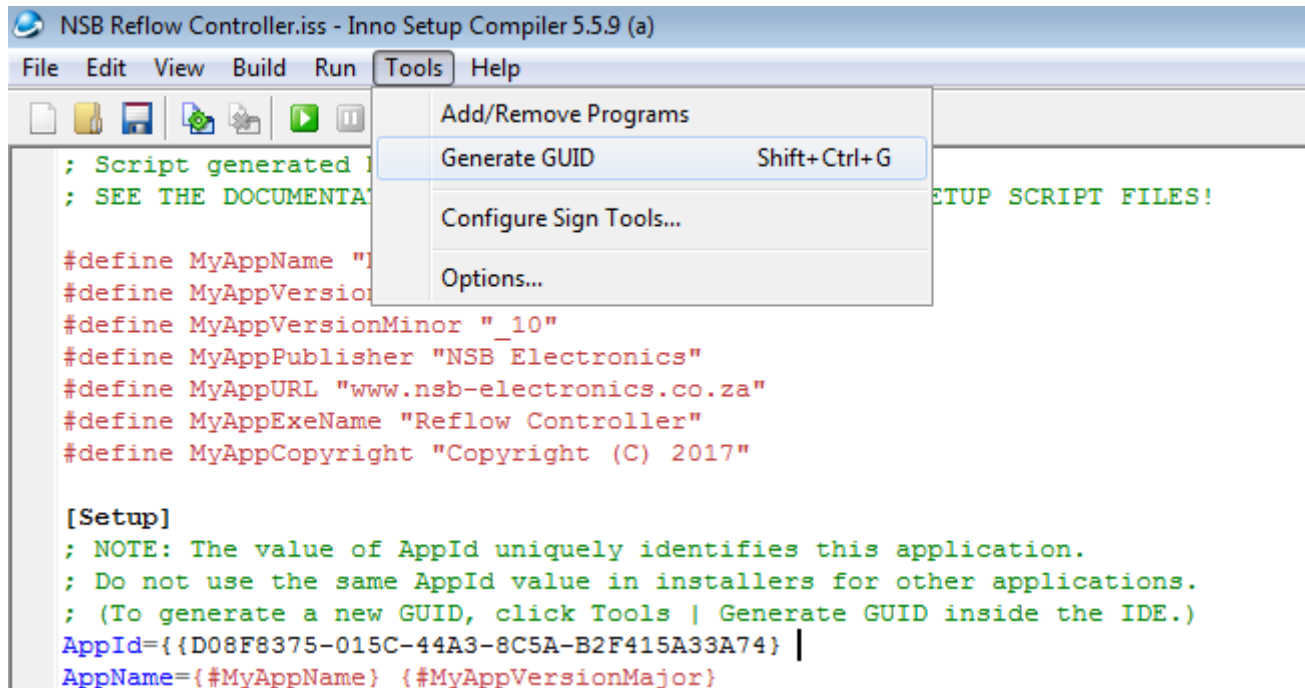 NSB Reflow Controller.iss - Inno Setup Compiler 5.5.9 (a)
File Edit View Build Run Tools Help
Add/Remove Programs
Generate GUID Shift+Ctrl+G
Configure Sign Tools...
Options...
; Script generated
; SEE THE DOCUMENTA ETUP SCRIPT FILES!
#define MyAppName "
#define MyAppVersio
#define MyAppVersionMinor "_10"
#define MyAppPublisher "NSB Electronics"
#define MyAppURL "www.nsb-electronics.co.za"
#define MyAppExeName "Reflow Controller"
#define MyAppCopyright "Copyright (C) 2017"
[Setup]
; NOTE: The value of AppId uniquely identifies this application.
; Do not use the same AppId value in installers for other applications.
; (To generate a new GUID, click Tools | Generate GUID inside the IDE.)
AppId={{D08F8375-015C-44A3-8C5A-B2F415A33A74}
AppName={#MyAppName} {#MyAppVersionMajor}